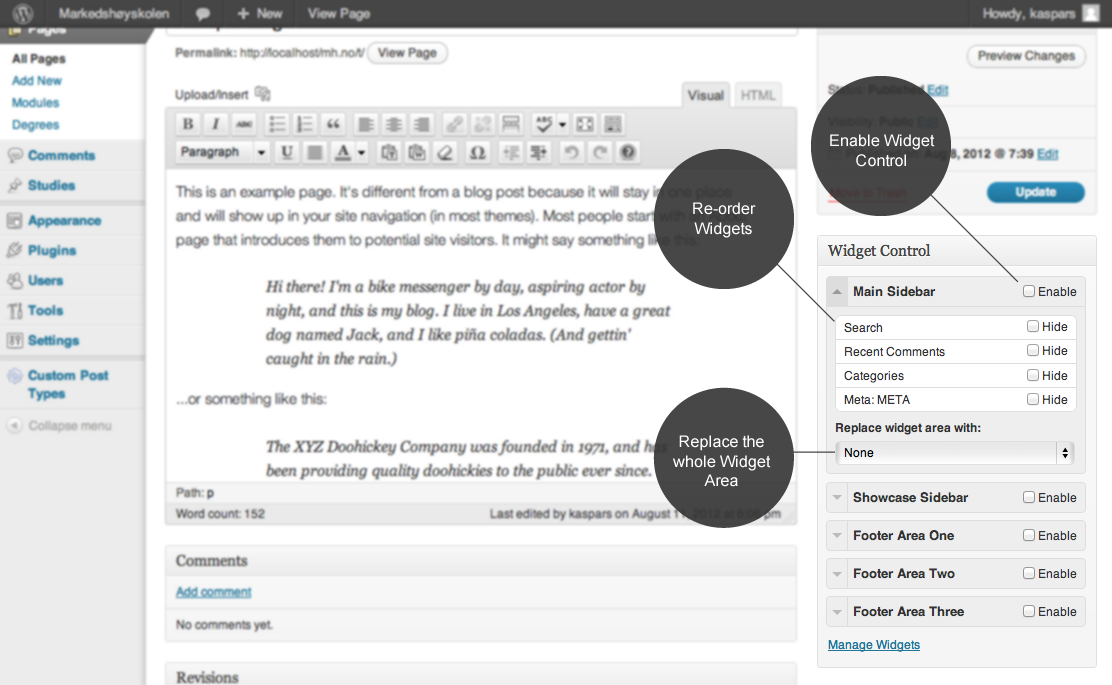 Markedshøyskolen
New
View Page
Howdy, kaspars
Pages
All Pages
Add New
Modules
Degrees
Comments
Studies
Appearance
Plugins
Users
Tools
Settings
Custom Post
Types
Collapse menu
Permalink: http://localhost/mh.no/t/ View Page
Upload/Insert
Visual
HTML
B I ABC
ABC
Paragraph U A Ω
This is an example page. It's different from a blog post because it will stay in one place
and will show up in your site navigation (in most themes). Most people start with
page that introduces them to potential site visitors. It might say something like this:
Hi there! I'm a bike messenger by day, aspiring actor by
night, and this is my blog. I live in Los Angeles, have a great
dog named Jack, and I like piña coladas. (And gettin'
caught in the rain.)
...or something like this:
The XYZ Doohickey Company was founded in 1971, and has
been providing quality doohickies to the public ever since.
Path: p
Word count: 152
Last edited by kaspars on August 11, 2012 at pm
Comments
Add comment
No comments yet.
Revisions
Re-order
Widgets
Replace the
whole Widget
Area
Enable Widget
Control
Preview Changes
Status: Published Edit
Visibility: Public Edit
Aug 8, 2012 @ 7:39 Edit
Move to Trash
Update
Widget Control
Main Sidebar Enable
Search Hide
Recent Comments Hide
Categories Hide
Meta: META Hide
Replace widget area with:
None
Showcase Sidebar Enable
Footer Area One Enable
Footer Area Two Enable
Footer Area Three Enable
Manage Widgets